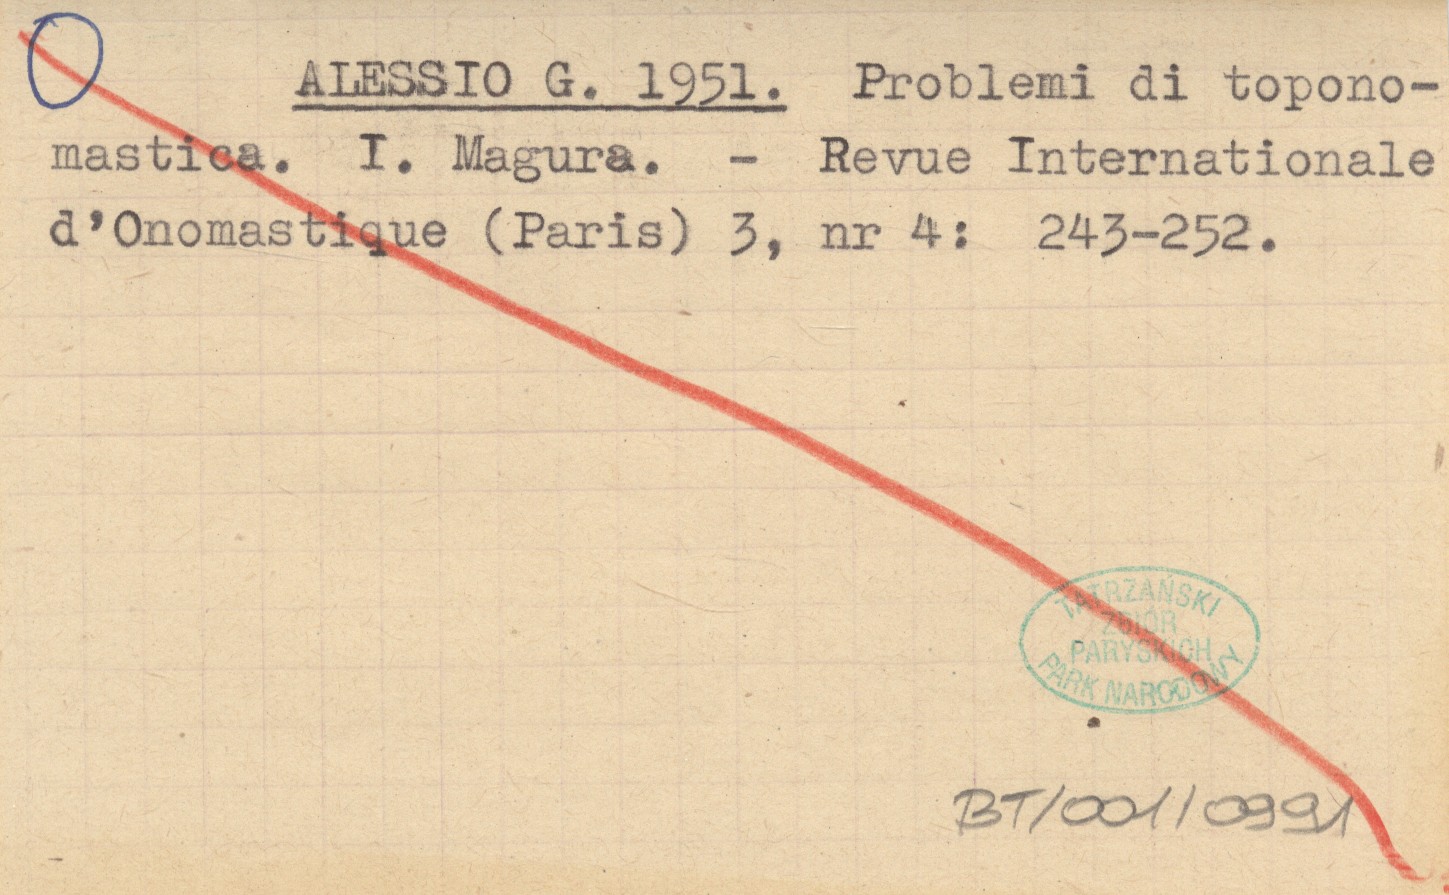 ALESSIO G. 1951. Problemi di topono-
mastica. I. Magura. - Revue Internationale
d'Onomastique (Paris) 3, nr 4: 243-252.
TATRZAŃSKI
ZBIÓR
PARYSKICH
PARK NARODOWY
BT/001/0991